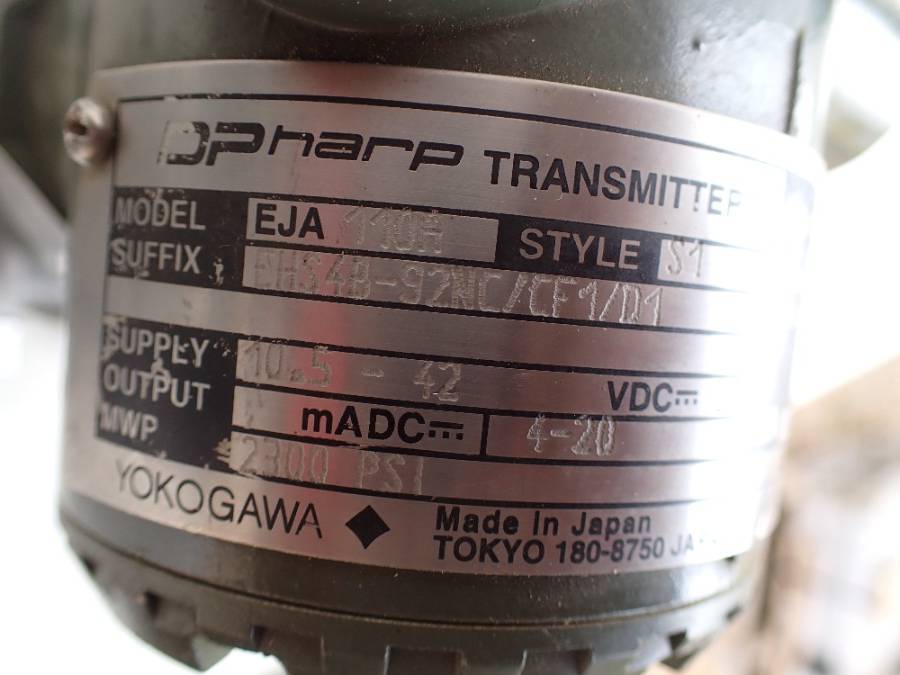 DPharp TRANSMITTER
MODEL EJA 110A STYLE S1
SUFFIX EHS4B-92NC/CF1/D1
SUPPLY 10.5 - 42 VDC
OUTPUT mADC 4-20
MWP 2300 PSI
YOKOGAWA ◆ Made in Japan
TOKYO 180-8750